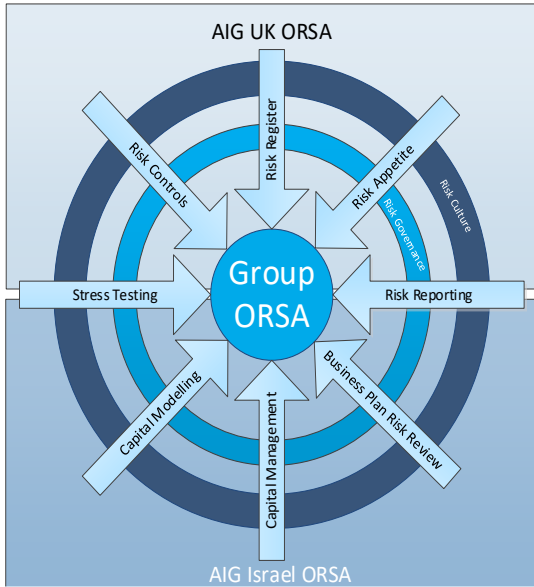 AIG UK ORSA
Risk Register
Risk Controls
Risk Appetite
Risk Culture
Risk Governance
Group
ORSA
Stress Testing
Risk Reporting
Capital Modelling
Capital Management
Business Plan Risk Review
AIG Israel ORSA